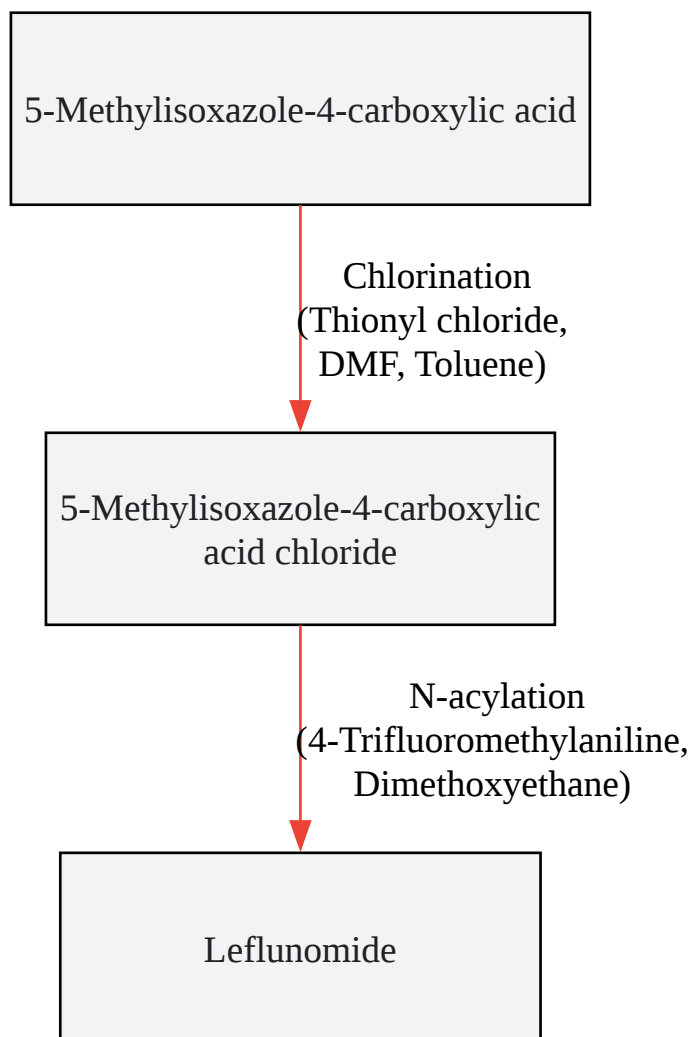 5-Methylisoxazole-4-carboxylic acid
Chlorination
(Thionyl chloride,
DMF, Toluene)
5-Methylisoxazole-4-carboxylic
acid chloride
N-acylation
(4-Trifluoromethylaniline,
Dimethoxyethane)
Leflunomide